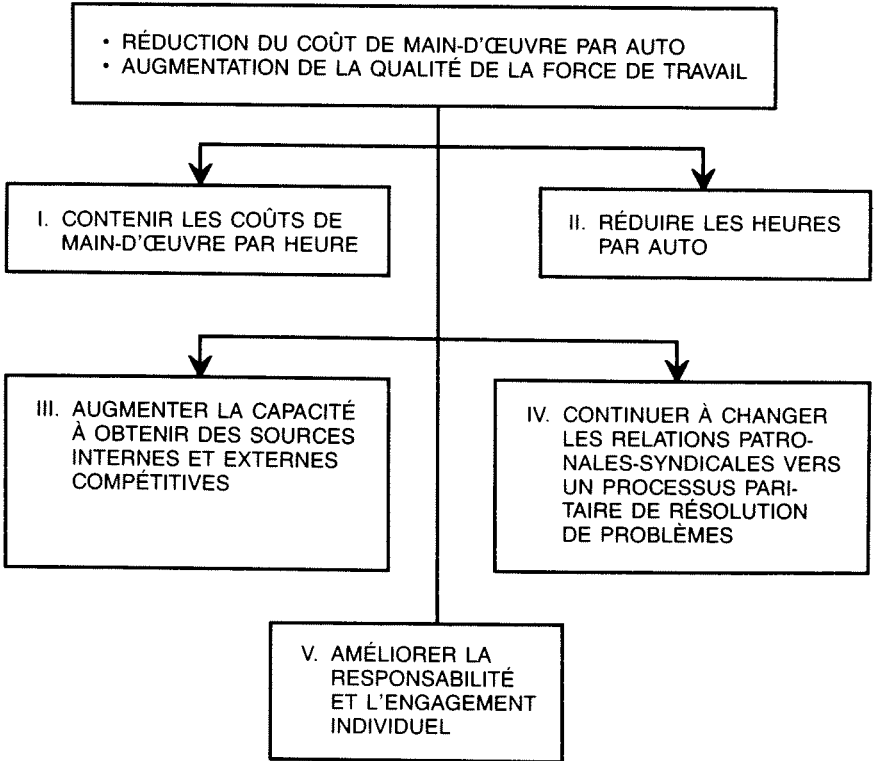 • RÉDUCTION DU COÛT DE MAIN-D'ŒUVRE PAR AUTO
• AUGMENTATION DE LA QUALITÉ DE LA FORCE DE TRAVAIL
I. CONTENIR LES COÛTS DE
MAIN-D'ŒUVRE PAR HEURE
II. RÉDUIRE LES HEURES
PAR AUTO
III. AUGMENTER LA CAPACITÉ
À OBTENIR DES SOURCES
INTERNES ET EXTERNES
COMPÉTITIVES
IV. CONTINUER À CHANGER
LES RELATIONS PATRO-
NALES-SYNDICALES VERS
UN PROCESSUS PARI-
TAIRE DE RÉSOLUTION
DE PROBLÈMES
V. AMÉLIORER LA
RESPONSABILITÉ
ET L'ENGAGEMENT
INDIVIDUEL